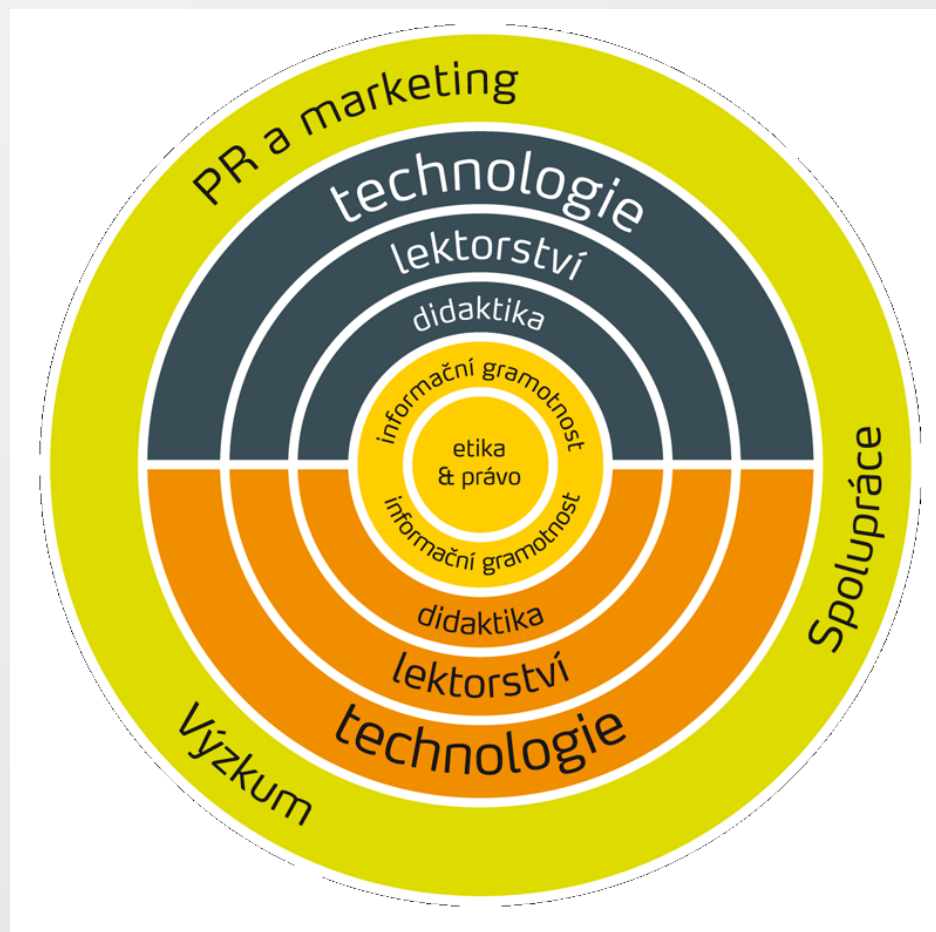 PR a marketing
technologie
lektorství
didaktika
informační gramotnost
etika
& právo
informační gramotnost
didaktika
lektorství
technologie
Spolupráce
Výzkum